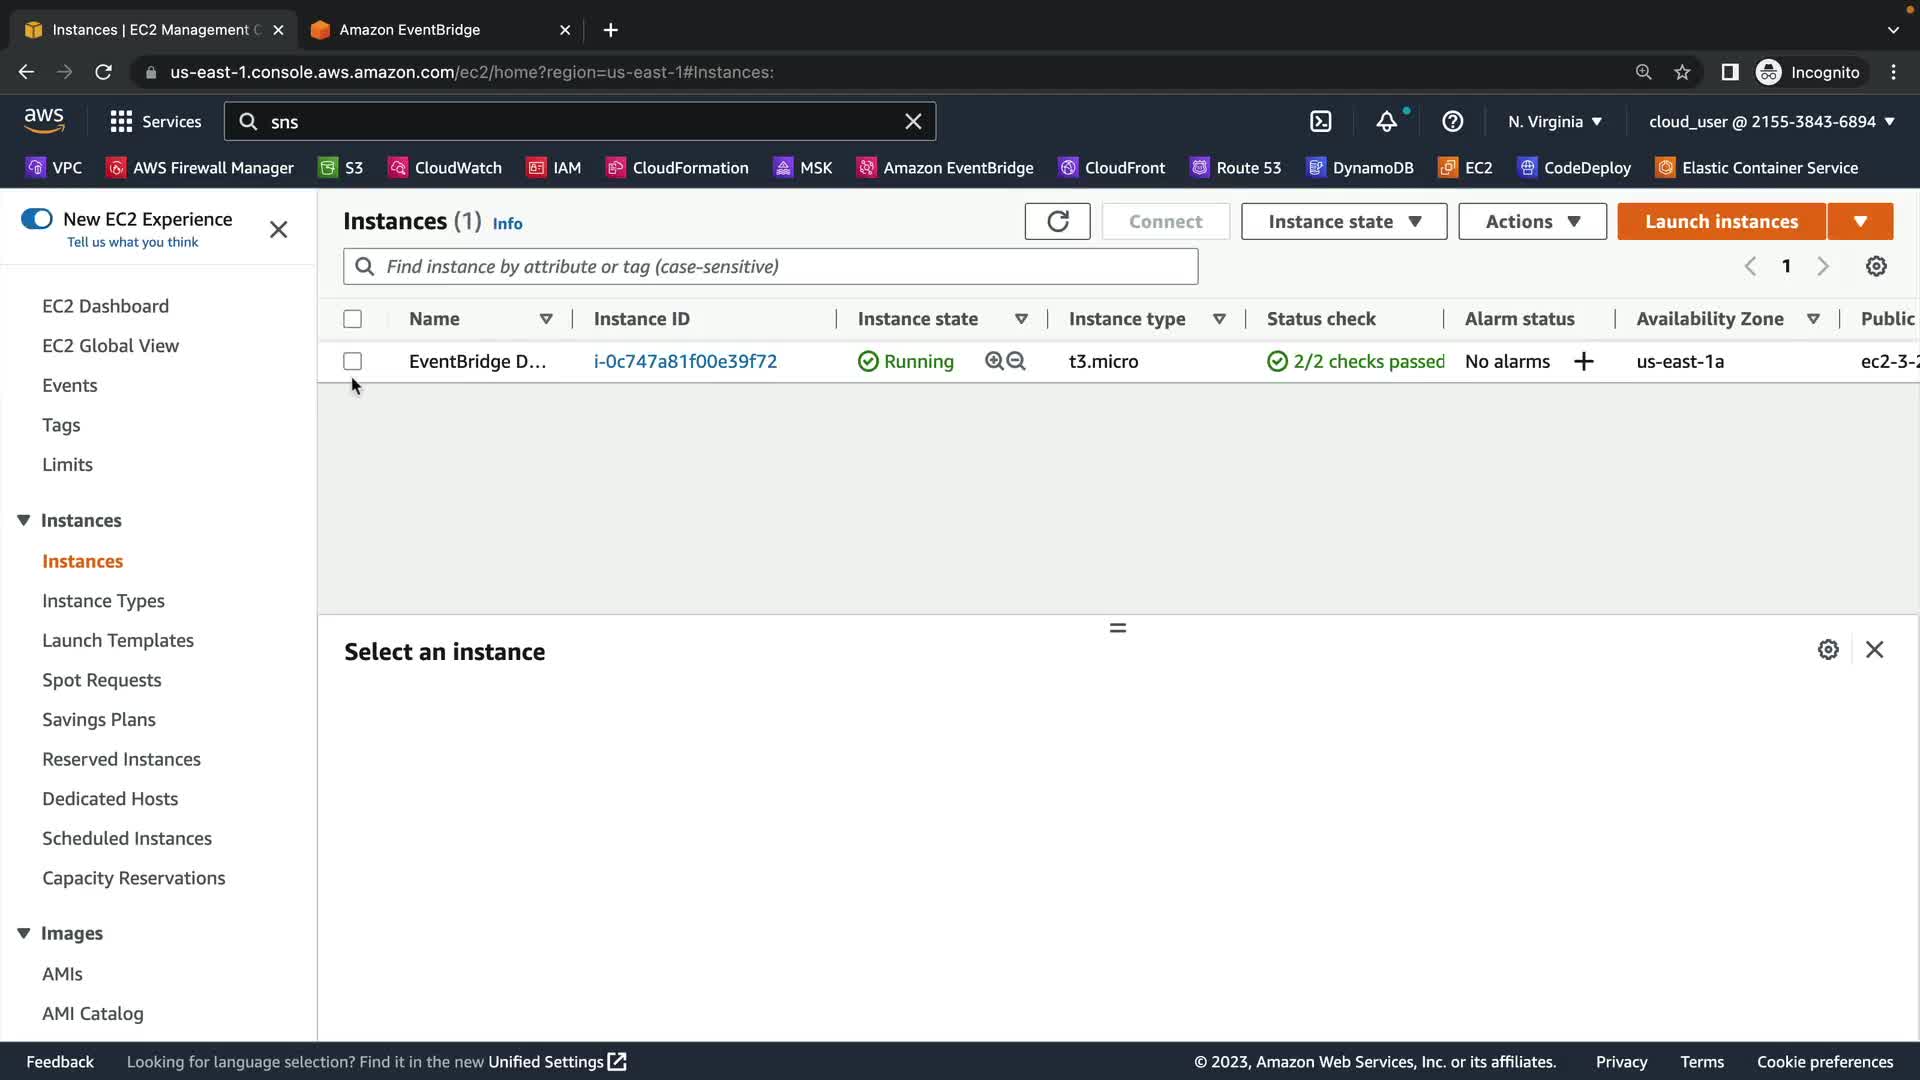 Instances | EC2 Management C
Amazon EventBridge
us-east-1.console.aws.amazon.com/ec2/home?region=us-east-1#Instances:
Incognito
aws
Services
sns
N. Virginia
cloud_user @ 2155-3843-6894
VPC
AWS Firewall Manager
S3
CloudWatch
IAM
CloudFormation
MSK
Amazon EventBridge
CloudFront
Route 53
DynamoDB
EC2
CodeDeploy
Elastic Container Service
New EC2 Experience
Tell us what you think
EC2 Dashboard
EC2 Global View
Events
Tags
Limits
Instances
Instances
Instance Types
Launch Templates
Spot Requests
Savings Plans
Reserved Instances
Dedicated Hosts
Scheduled Instances
Capacity Reservations
Images
AMIs
AMI Catalog
Instances (1) Info
Connect
Instance state
Actions
Launch instances
Find instance by attribute or tag (case-sensitive)
1
Name
Instance ID
Instance state
Instance type
Status check
Alarm status
Availability Zone
Public
EventBridge D...
i-0c747a81f00e39f72
Running
t3.micro
2/2 checks passed
No alarms
us-east-1a
ec2-3-2
Select an instance
Feedback
Looking for language selection? Find it in the new Unified Settings
© 2023, Amazon Web Services, Inc. or its affiliates.
Privacy
Terms
Cookie preferences